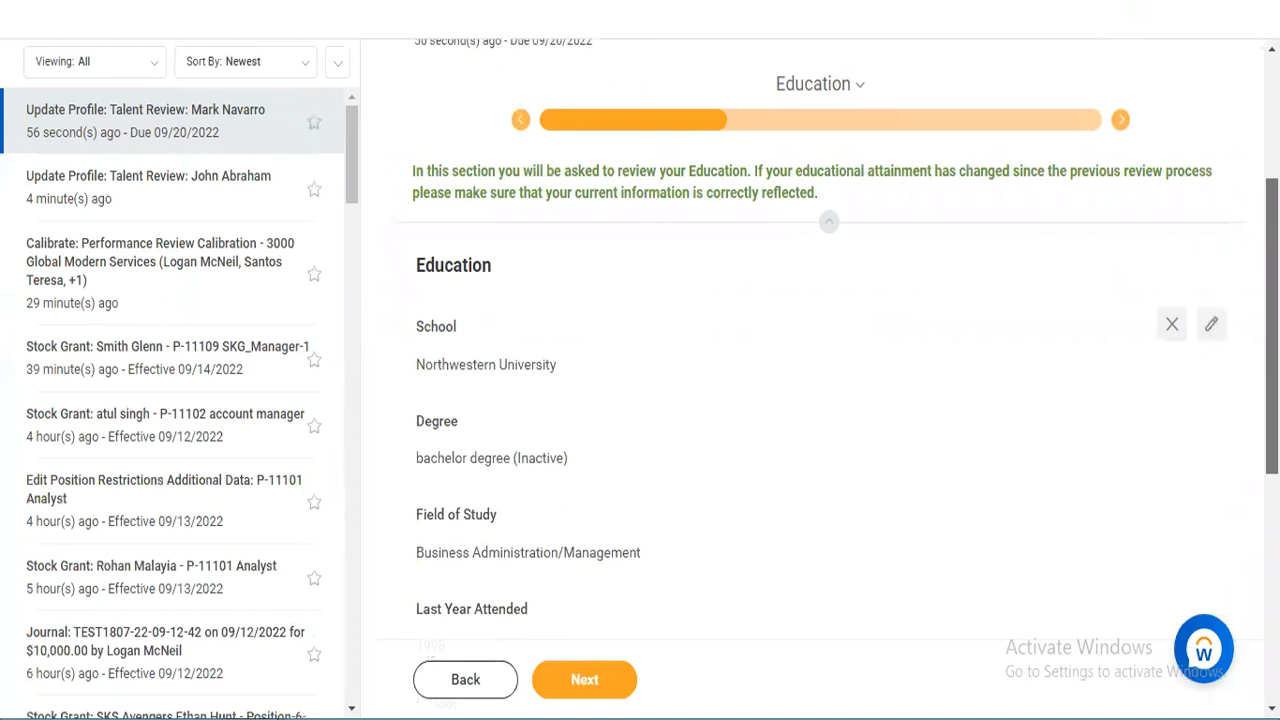 Viewing: All
Sort By: Newest
Update Profile: Talent Review: Mark Navarro
56 second(s) ago - Due 09/20/2022
Update Profile: Talent Review: John Abraham
4 minute(s) ago
Calibrate: Performance Review Calibration - 3000
Global Modern Services (Logan McNeil, Santos
Teresa, +1)
29 minute(s) ago
Stock Grant: Smith Glenn - P-11109 SKG_Manager-1
39 minute(s) ago - Effective 09/14/2022
Stock Grant: atul singh - P-11102 account manager
4 hour(s) ago - Effective 09/12/2022
Edit Position Restrictions Additional Data: P-11101
Analyst
4 hour(s) ago - Effective 09/13/2022
Stock Grant: Rohan Malayia - P-11101 Analyst
5 hour(s) ago - Effective 09/13/2022
Journal: TEST1807-22-09-12-42 on 09/12/2022 for
$10,000.00 by Logan McNeil
6 hour(s) ago - Effective 09/12/2022
Stock Grant: SKS Avengers Ethan Hunt - Position-6-
56 second(s) ago - Due 09/20/2022
Education
In this section you will be asked to review your Education. If your educational attainment has changed since the previous review process
please make sure that your current information is correctly reflected.
Education
School
Northwestern University
Degree
bachelor degree (Inactive)
Field of Study
Business Administration/Management
Last Year Attended
1998
Back
Next
Activate Windows
Go to Settings to activate Windows.
W